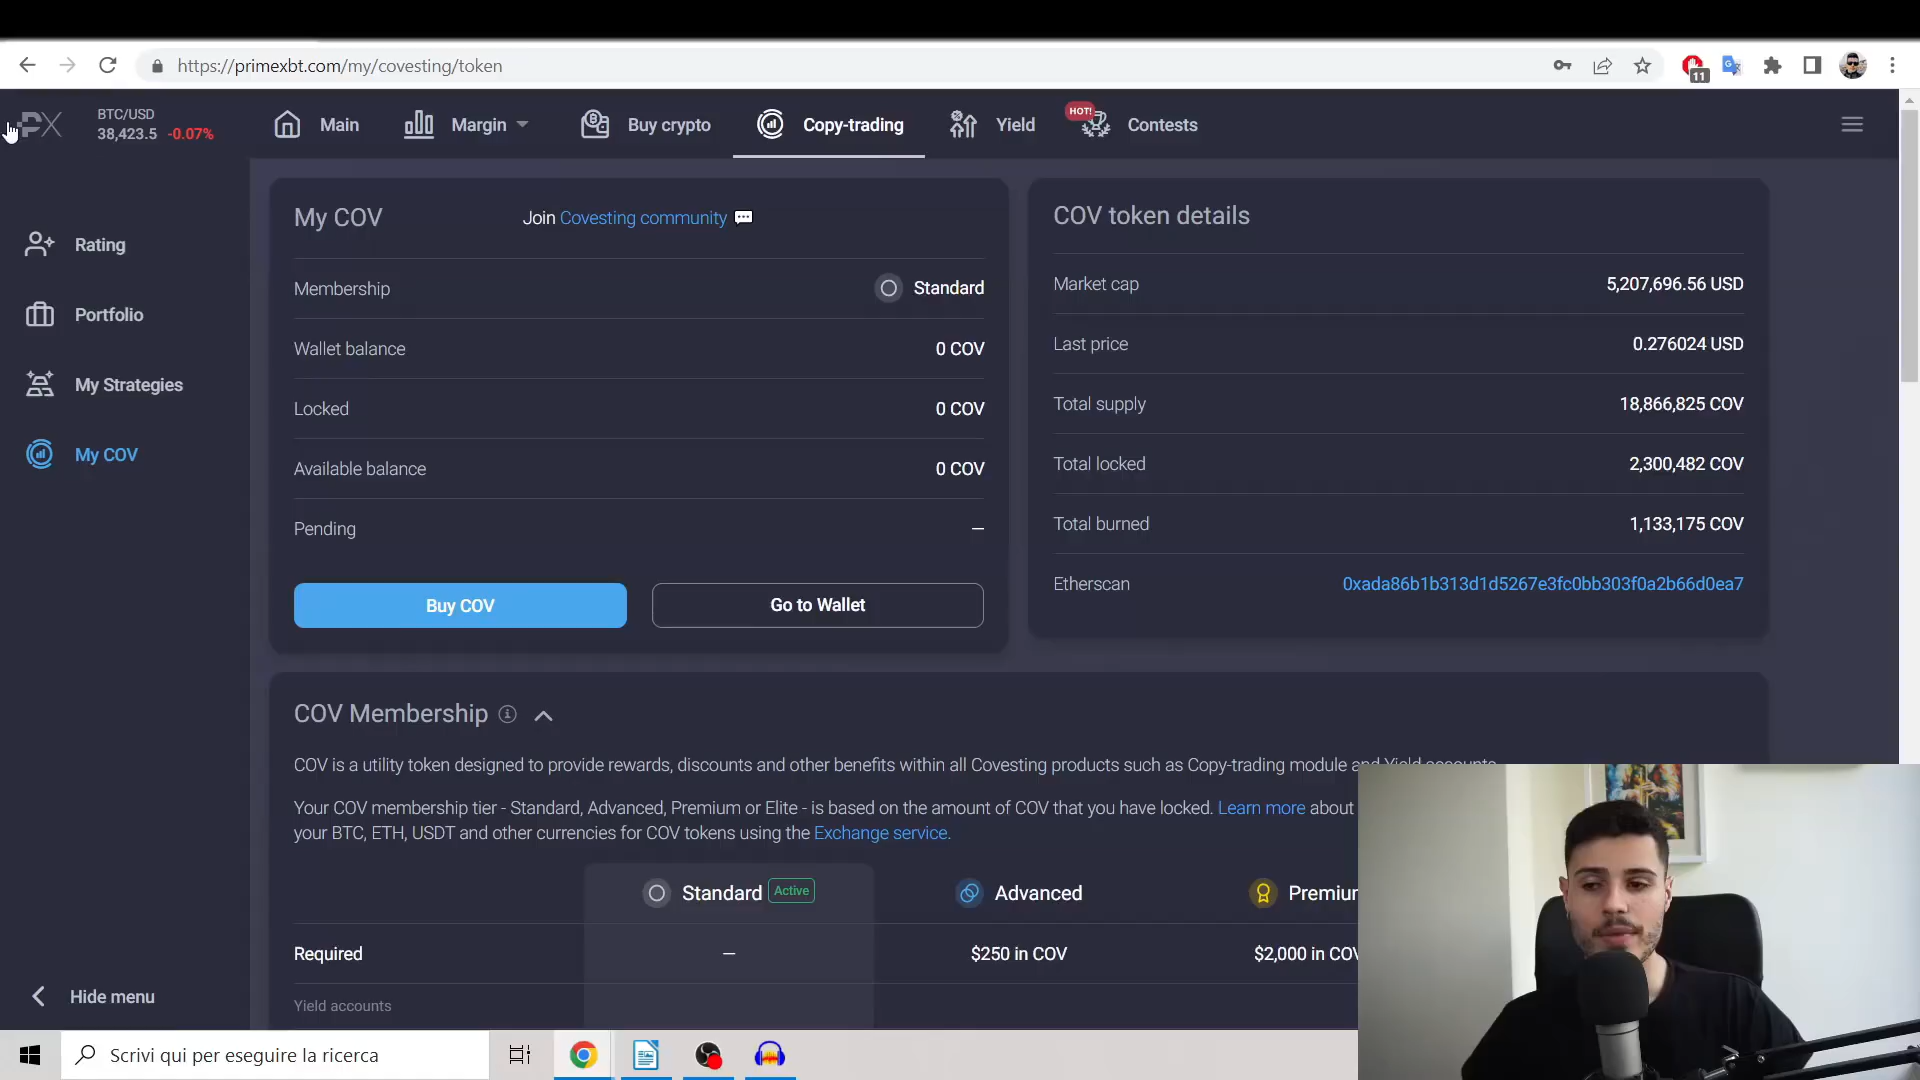 https://primexbt.com/my/covesting/token
11
PX
BTC/USD
38,423.5 -0.07%
Main
Margin
Buy crypto
Copy-trading
Yield
HOT!
Contests
Rating
Portfolio
My Strategies
My COV
Hide menu
My COV
Join Covesting community
Membership Standard
Wallet balance 0 COV
Locked 0 COV
Available balance 0 COV
Pending –
Buy COV
Go to Wallet
COV token details
Market cap 5,207,696.56 USD
Last price 0.276024 USD
Total supply 18,866,825 COV
Total locked 2,300,482 COV
Total burned 1,133,175 COV
Etherscan 0xada86b1b313d1d5267e3fc0bb303f0a2b66d0ea7
COV Membership
COV is a utility token designed to provide rewards, discounts and other benefits within all Covesting products such as Copy-trading module and Yield accounts.
Your COV membership tier - Standard, Advanced, Premium or Elite - is based on the amount of COV that you have locked. Learn more about
your BTC, ETH, USDT and other currencies for COV tokens using the Exchange service.
Standard Active Advanced
Required – $250 in COV $2,000 in
Yield accounts
Scrivi qui per eseguire la ricerca